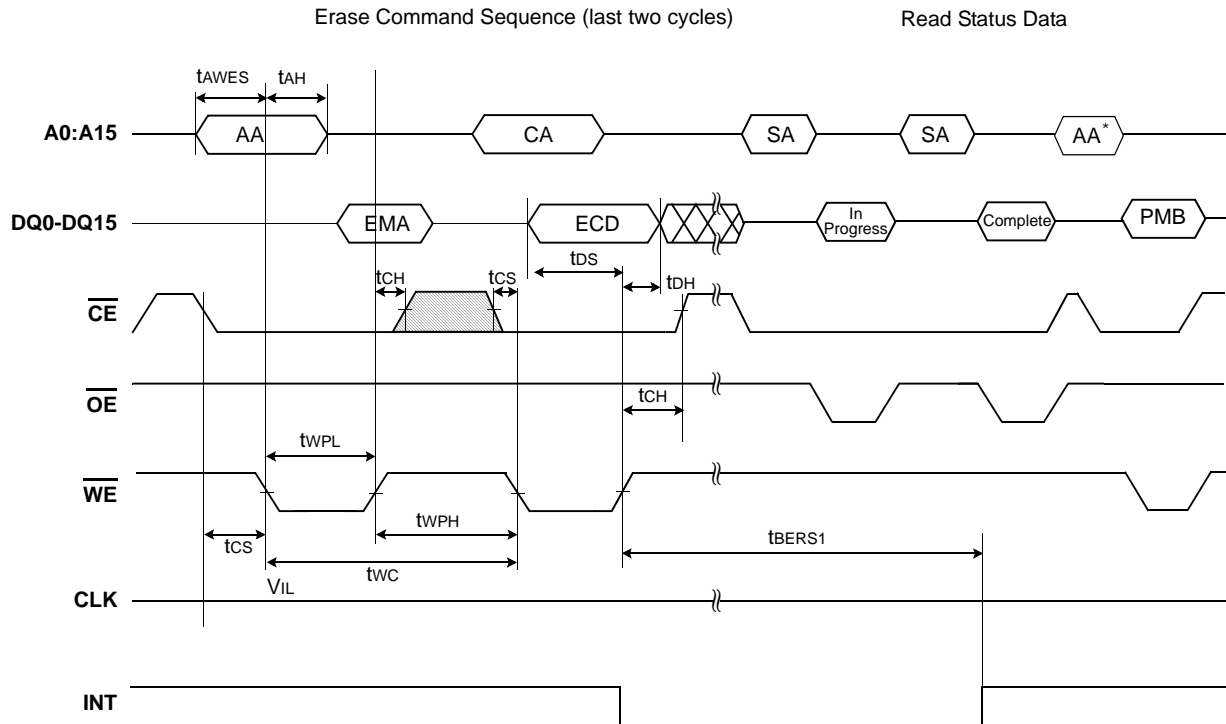 Erase Command Sequence (last two cycles) Read Status Data
tAWES tAH
A0:A15 AA CA SA SA AA*
DQ0-DQ15 EMA ECD In Progress Complete PMB
tDS
tCH tCS tDH
CE
OE
tCH
tWPL
WE
tWPH
tCS tBERS1
tWC
VIL
CLK
INT